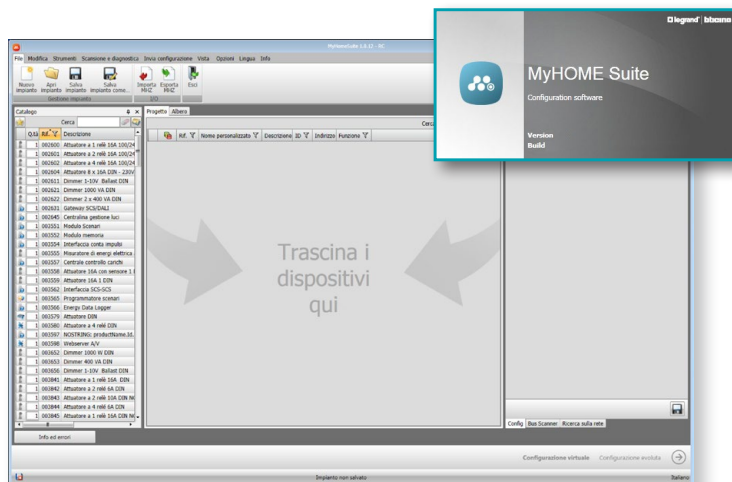 legrand bticino
MyHOME Suite
Configuration software
Version
Build
MyHomeSuite 3.0.12 - PC
File Modifica Strumenti Scansione e diagnostica Invia configurazione Vista Opzioni Lingua Info
Nuovo impianto
Apri impianto
Salva impianto
Salva impianto come...
Importa MHZ
Esporta MHZ
Esci
Gestione impianto
I/O
Catalogo
Progetto Albero
Cerca
Cerca
Q.tà Rif. Descrizione
Rif. Nome personalizzato Descrizione ID Indirizzo Funzione
1 002600 Attuatore a 1 relè 16A 100/24
1 002601 Attuatore a 2 relè 16A 100/24
1 002602 Attuatore a 4 relè 16A 100/24
1 002604 Attuatore 8 x 16A DIN - 230V
1 002611 Dimmer 1-10V Ballast DIN
1 002621 Dimmer 1000 VA DIN
1 002622 Dimmer 2 x 400 VA DIN
1 002631 Gateway SCS/DALI
1 002645 Centralina gestione luci
1 003551 Modulo Scenari
1 003552 Modulo memoria
1 003554 Interfaccia conta impulsi
1 003555 Misuratore di energi elettrica
1 003557 Centrale controllo carichi
1 003558 Attuatore 16A con sensore 1 I
1 003559 Attuatore 16A 1 DIN
1 003562 Interfaccia SCS-SCS
1 003565 Programmatore scenari
1 003566 Energy Data Logger
1 003579 Attuatore DIN
1 003580 Attuatore a 4 relé DIN
1 003597 NOSTRING: productName.Id.
1 003598 Webserver A/V
1 003652 Dimmer 1000 W DIN
1 003653 Dimmer 400 VA DIN
1 003656 Dimmer 1-10V Ballast DIN
1 003841 Attuatore a 1 relè 16A DIN
1 003842 Attuatore a 2 relè 6A DIN
1 003843 Attuatore a 2 relè 10A DIN NO
1 003844 Attuatore a 4 relè 6A DIN
1 003845 Attuatore a 1 relè 16A DIN NO
Trascina i
dispositivi
qui
Config Bus Scanner Ricerca sulla rete
Info ed errori
Configurazione virtuale Configurazione evoluta
Impianto non salvato
Italiano